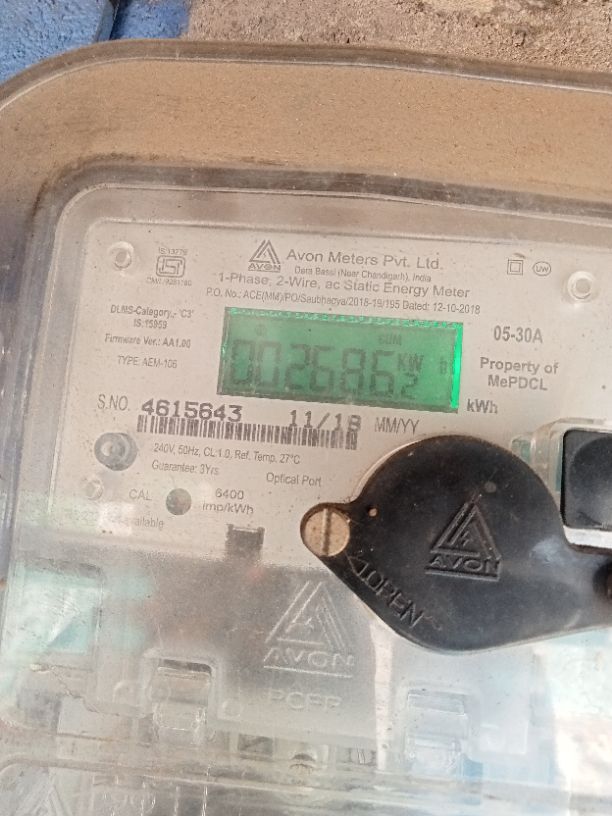 IS:13779
AVON
Avon Meters Pvt. Ltd.
Dera Bassi (Near Chandigarh), India
1-Phase, 2-Wire, ac Static Energy Meter
P.O. No.: ACE(MM)/PO/Saubhagya/2018-19/195 Dated: 12-10-2018
DLMS-Category.- 'C3'
IS:15959
Firmware Ver.: AA1.00
TYPE: AEM-106
CUM
002686.2 KW h
05-30A
Property of
MePDCL
kWh
S.NO. 4615643 11/18 MM/YY
240V, 50Hz, CL:1.0, Ref. Temp. 27°C
Guarantee: 3Yrs.
Optical Port
CAL
6400
imp/kWh
available
AVON
OPEN
AVON